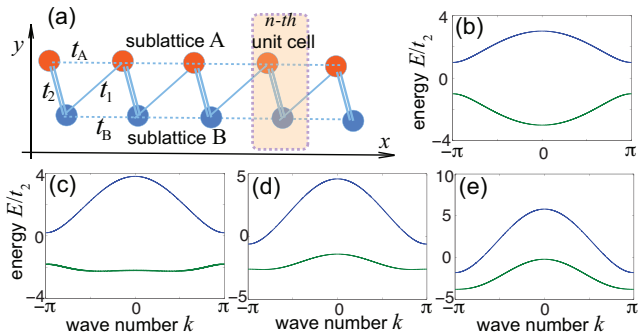 (a)
n-th
unit cell
y
t_A
sublattice A
t_2
t_1
t_B
sublattice B
x
(b)
energy E/t_2
4
0
−4
−π
0
π
(c)
energy E/t_2
4
0
−4
−π
0
π
wave number k
(d)
5
0
−5
−π
0
π
wave number k
(e)
10
5
0
−5
−π
0
π
wave number k